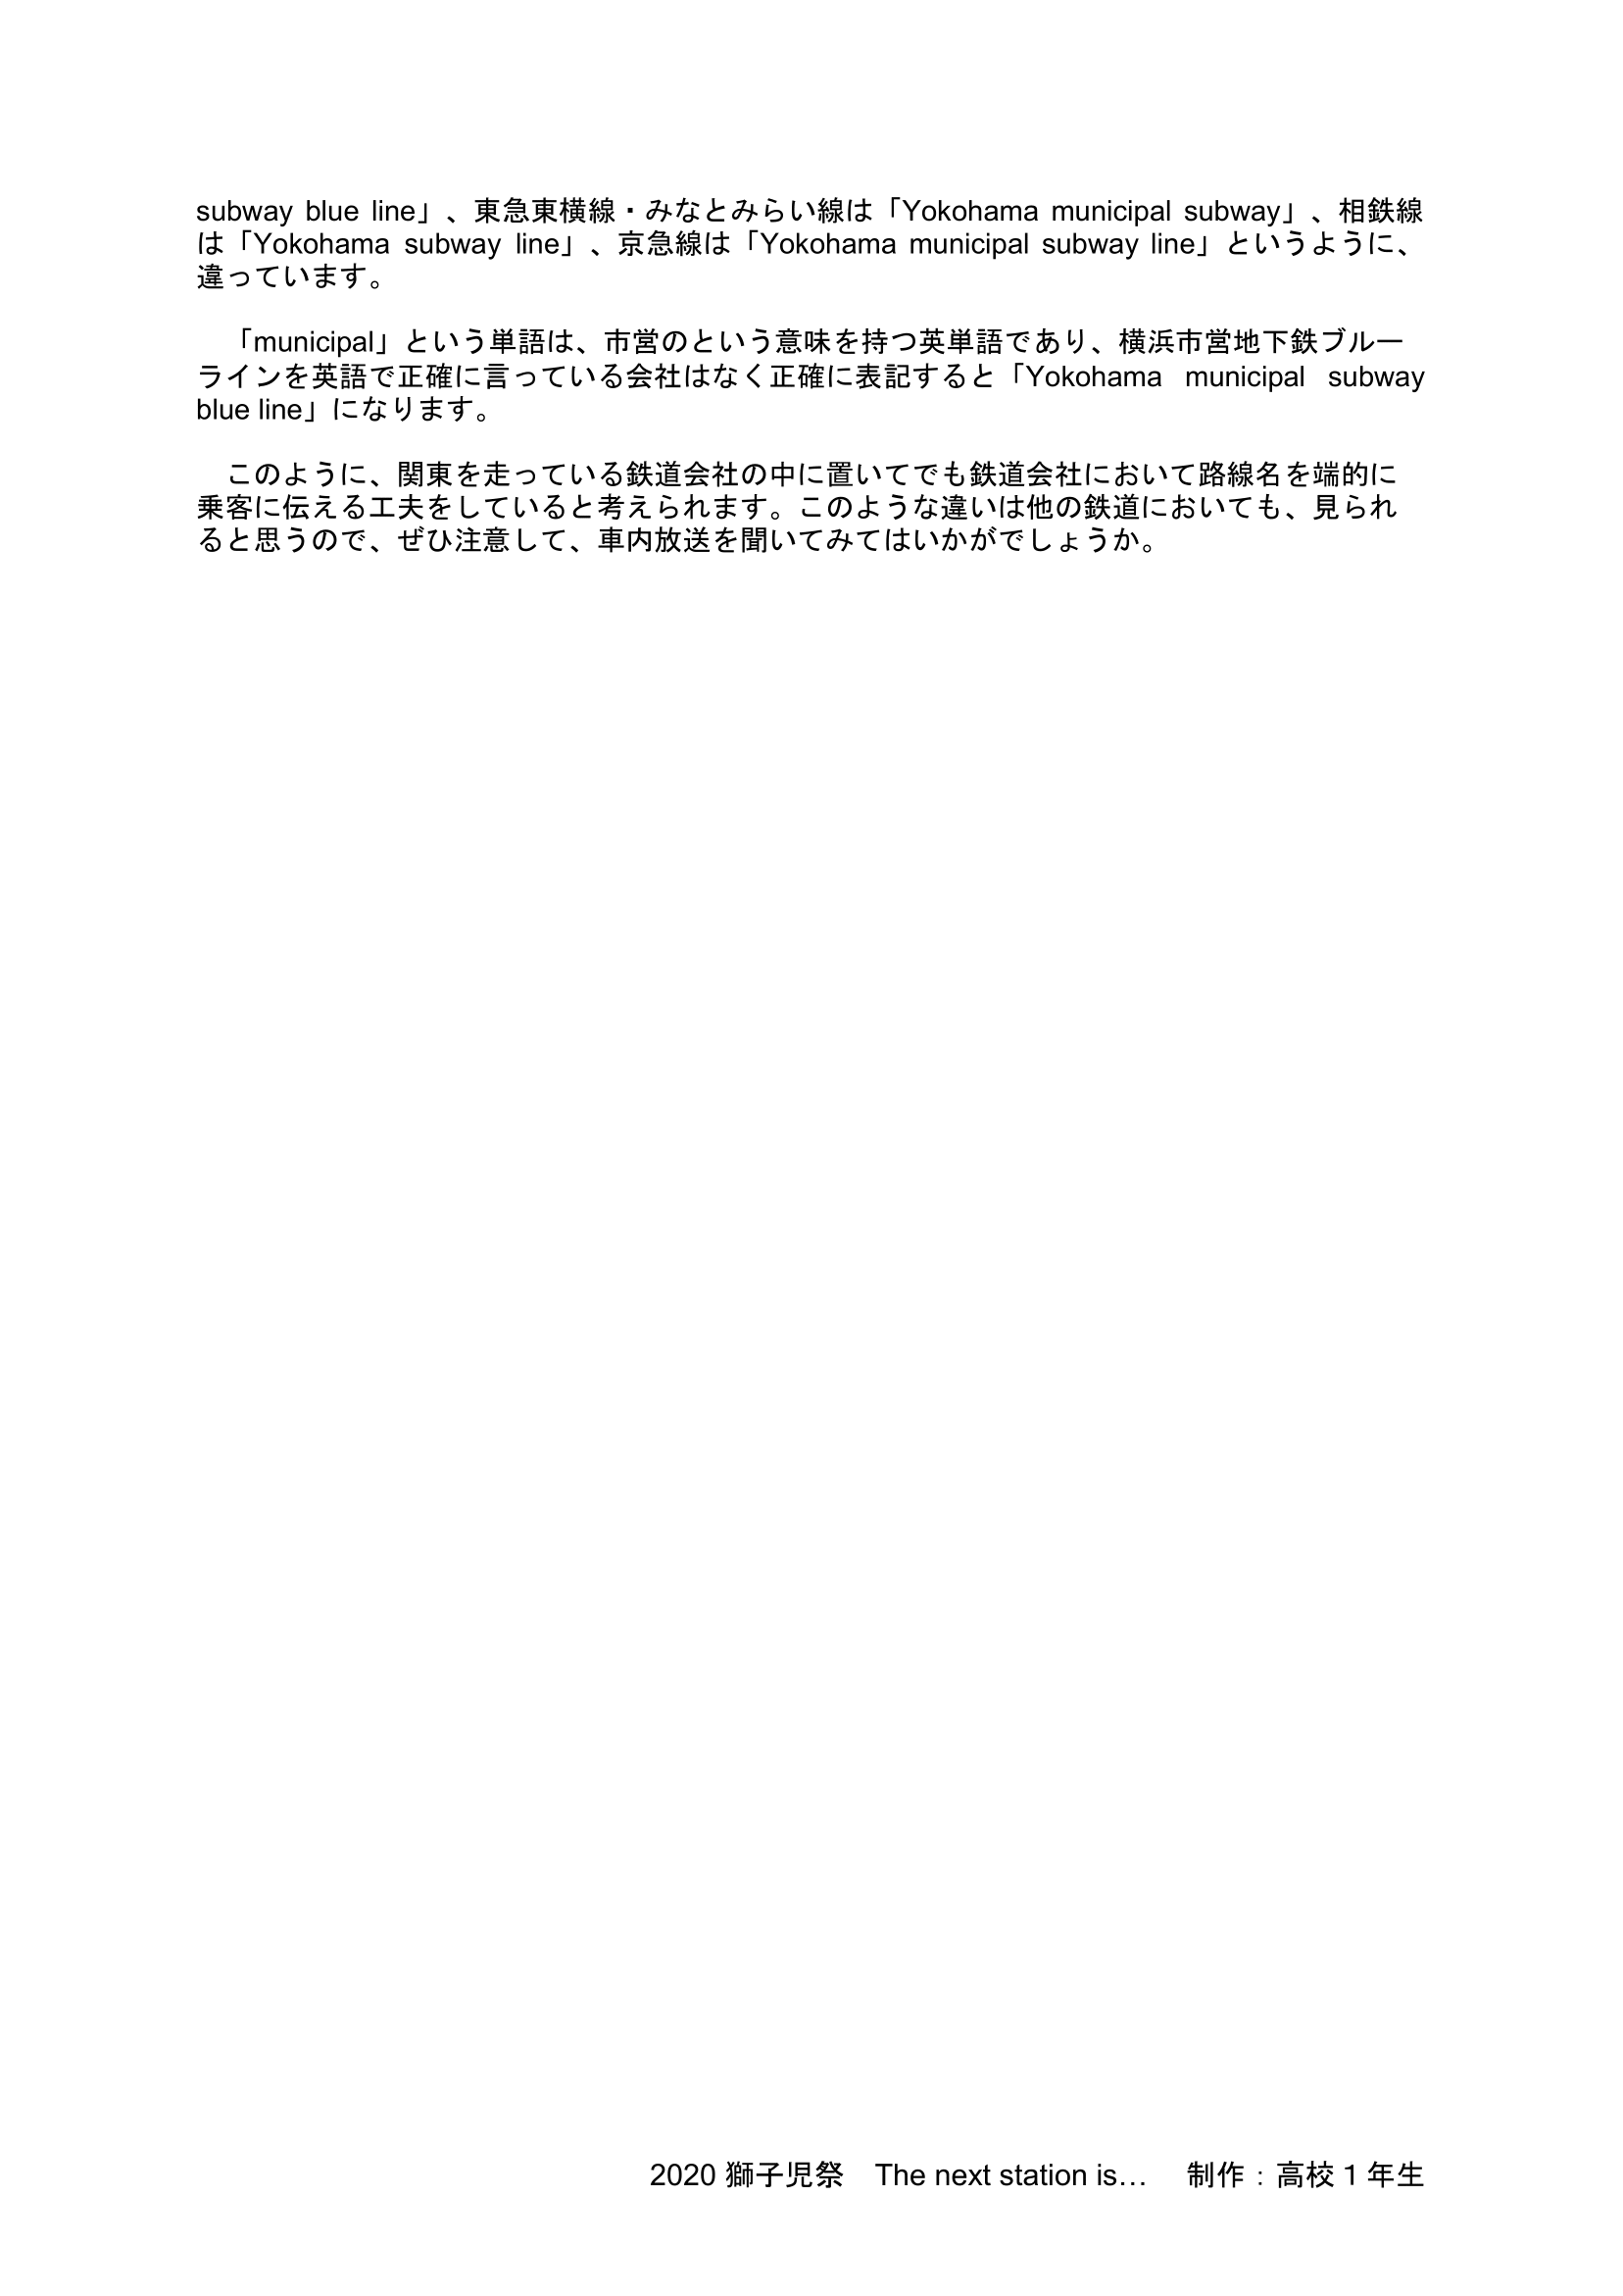 subway blue line」、東急東横線・みなとみらい線は「Yokohama municipal subway」、相鉄線
は「Yokohama subway line」、京急線は「Yokohama municipal subway line」というように、
違っています。
「municipal」という単語は、市営のという意味を持つ英単語であり、横浜市営地下鉄ブルー
ラインを英語で正確に言っている会社はなく正確に表記すると「Yokohama municipal subway
blue line」になります。
このように、関東を走っている鉄道会社の中に置いてでも鉄道会社において路線名を端的に
乗客に伝える工夫をしていると考えられます。このような違いは他の鉄道においても、見られ
ると思うので、ぜひ注意して、車内放送を聞いてみてはいかがでしょうか。
2020 獅子児祭　The next station is…　制作：高校 1 年生